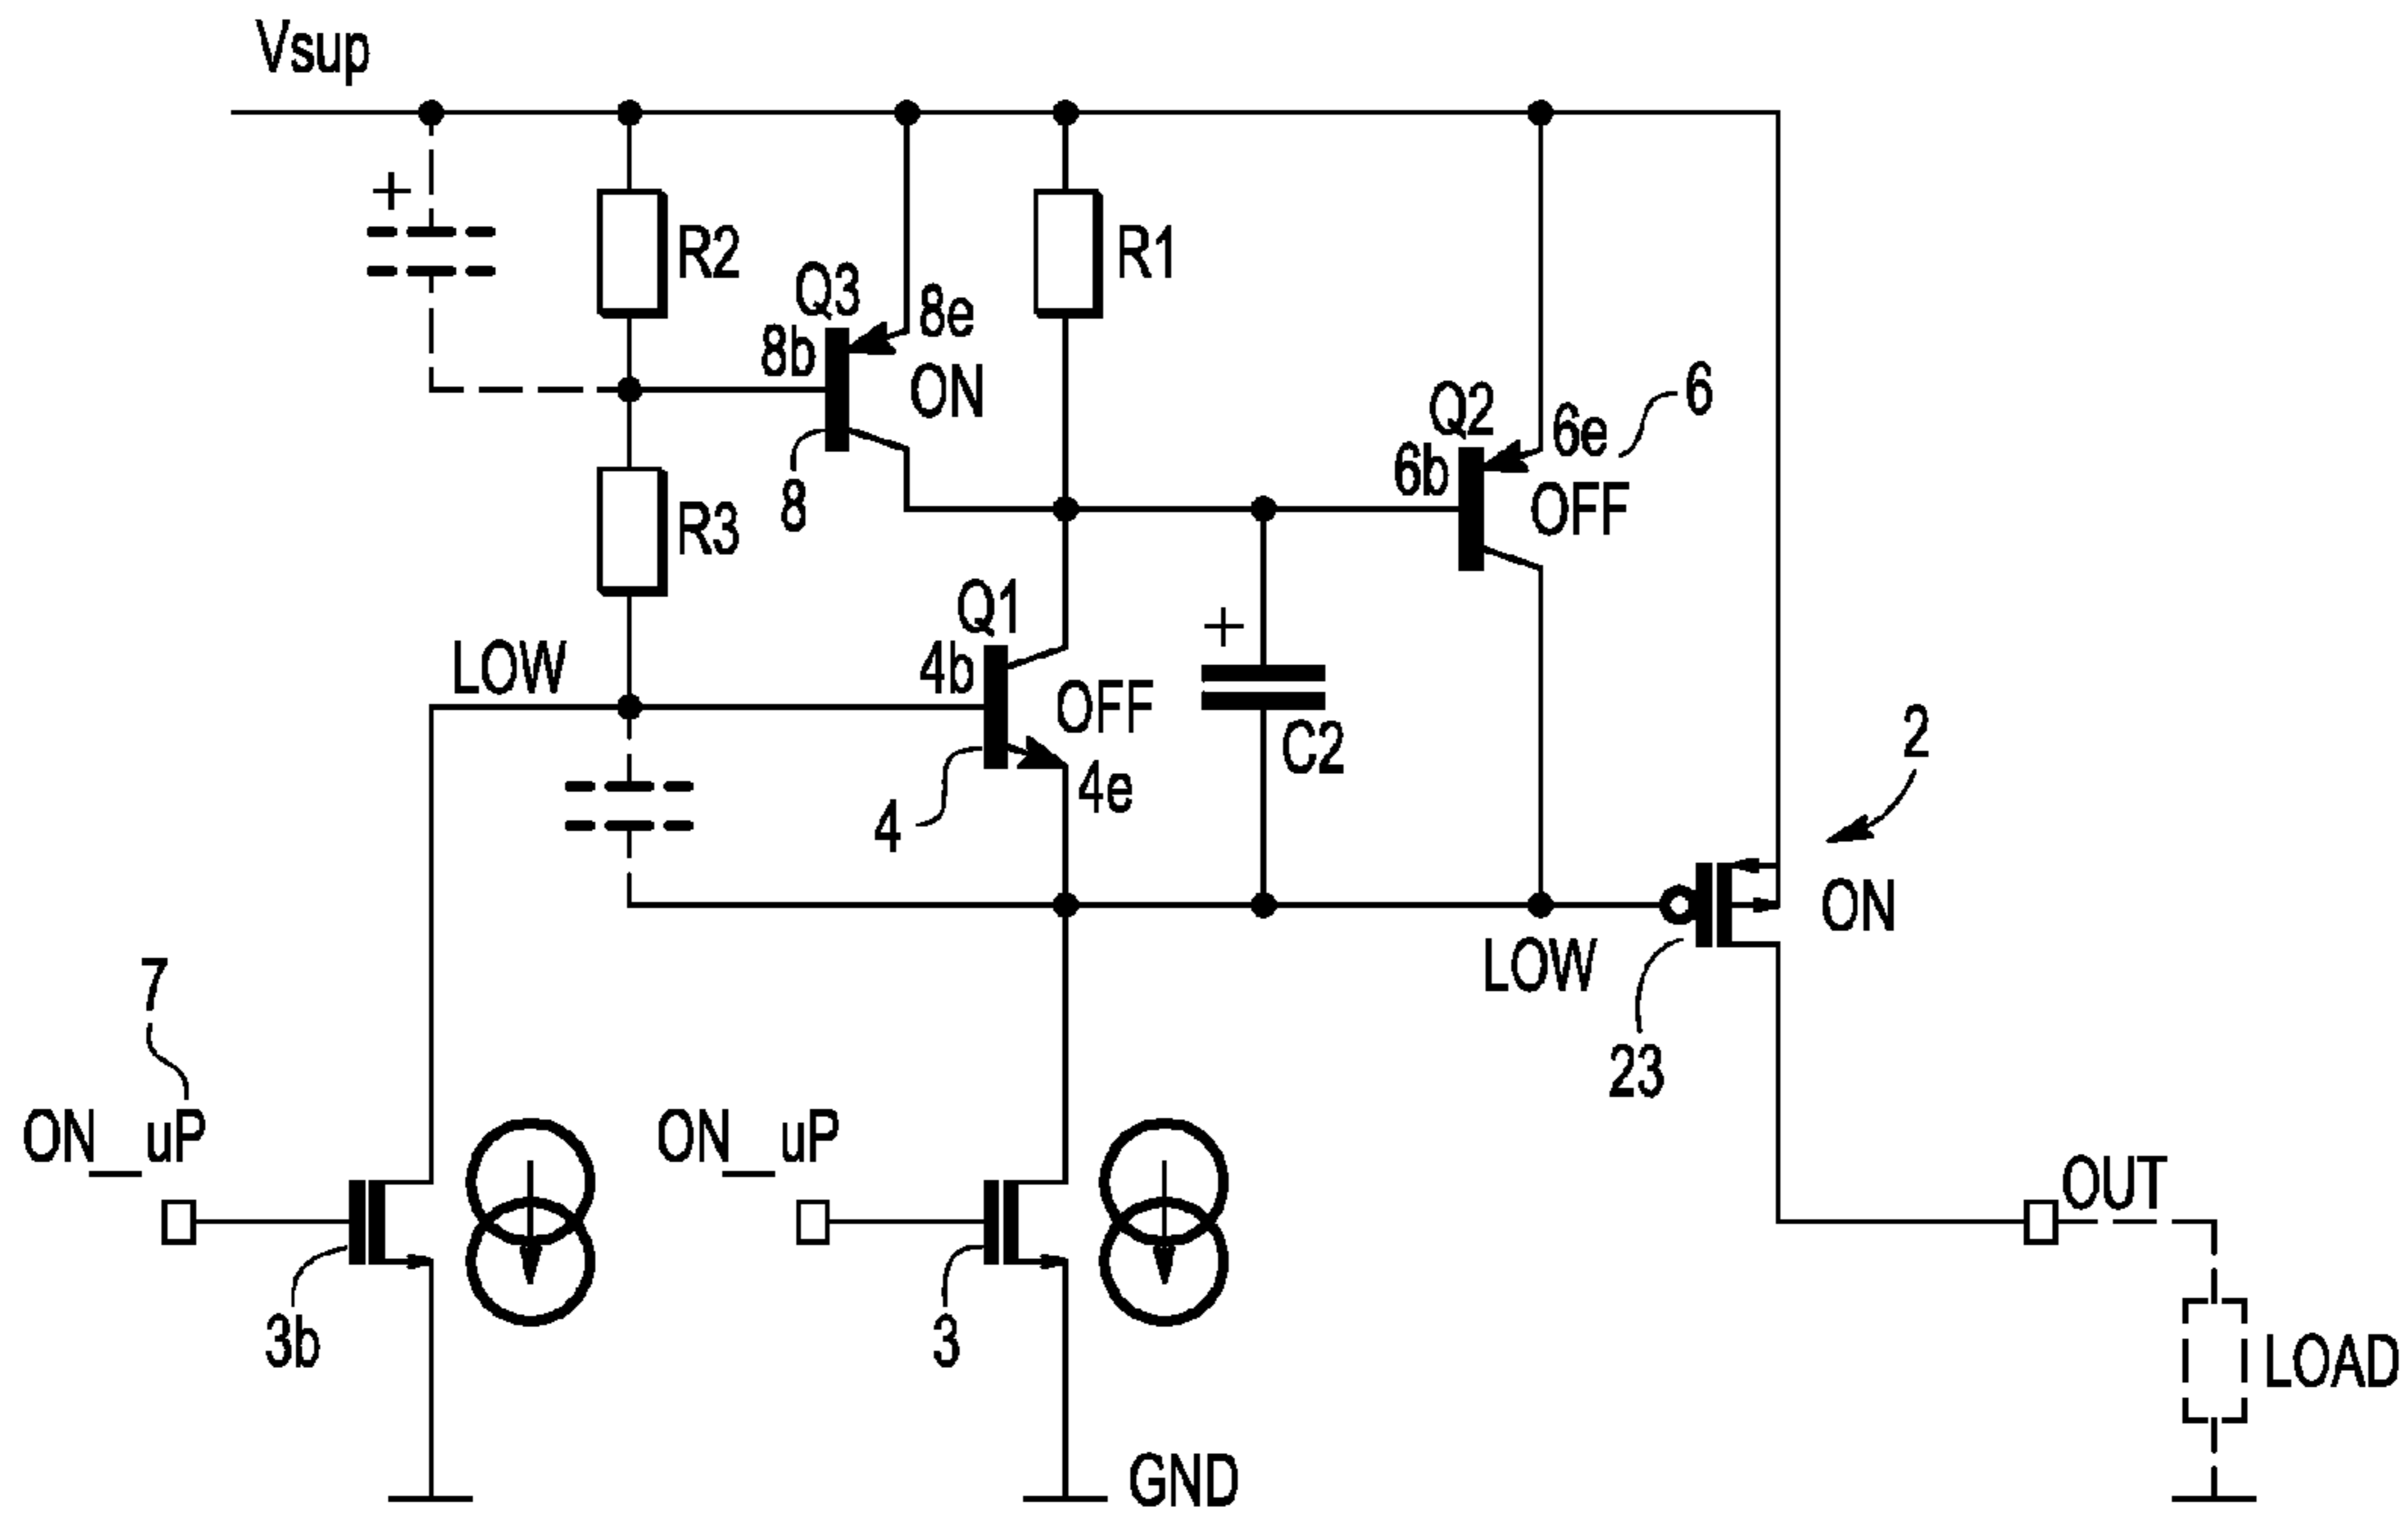 Vsup
+
R2
R1
Q3
8e
8b
ON
8
Q2
6e
6
6b
OFF
R3
Q1
4b
LOW
OFF
+
C2
4e
4
2
ON
LOW
23
7
ON_uP
ON_uP
OUT
3b
3
LOAD
GND